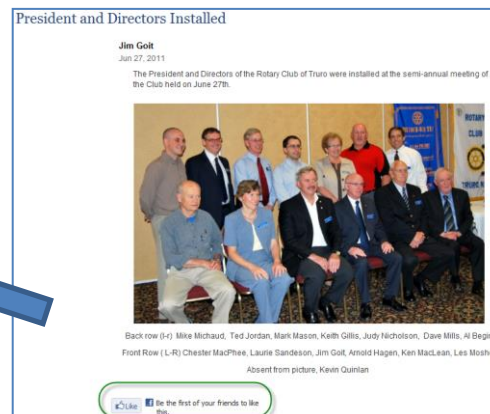 President and Directors Installed
Jim Goit
Jun 27, 2011
The President and Directors of the Rotary Club of Truro were installed at the semi-annual meeting of
the Club held on June 27th.
ROTARY
CLUB
Back row (l-r) Mike Michaud, Ted Jordan, Mark Mason, Keith Gillis, Judy Nicholson, Dave Mills, Al Begin
Front Row ( L-R) Chester MacPhee, Laurie Sandeson, Jim Goit, Arnold Hagen, Ken MacLean, Les Mosh
Absent from picture, Kevin Quinlan
Like
Be the first of your friends to like
this.